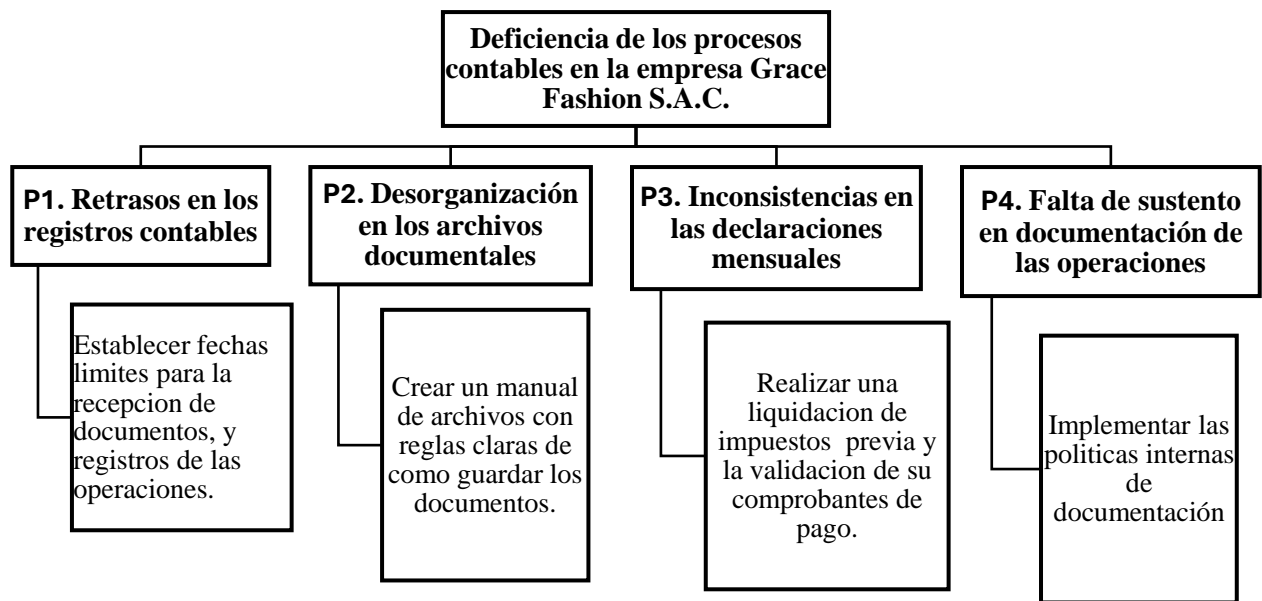 Deficiencia de los procesos
contables en la empresa Grace
Fashion S.A.C.
P1. Retrasos en los
registros contables
P2. Desorganización
en los archivos
documentales
P3. Inconsistencias en
las declaraciones
mensuales
P4. Falta de sustento
en documentación de
las operaciones
Establecer fechas
limites para la
recepcion de
documentos, y
registros de las
operaciones.
Crear un manual
de archivos con
reglas claras de
como guardar los
documentos.
Realizar una
liquidacion de
impuestos previa y
la validacion de su
comprobantes de
pago.
Implementar las
politicas internas
de
documentación